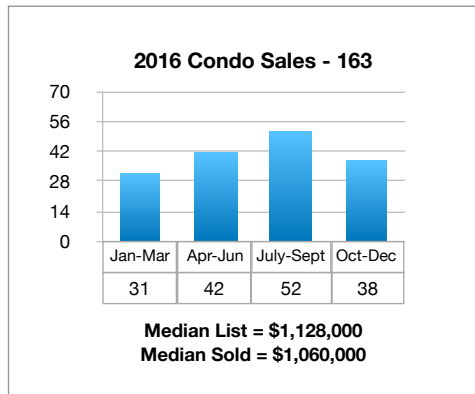 2016 Condo Sales - 163
70
56
42
28
14
0
Jan-Mar Apr-Jun July-Sept Oct-Dec
31 42 52 38
Median List = $1,128,000
Median Sold = $1,060,000